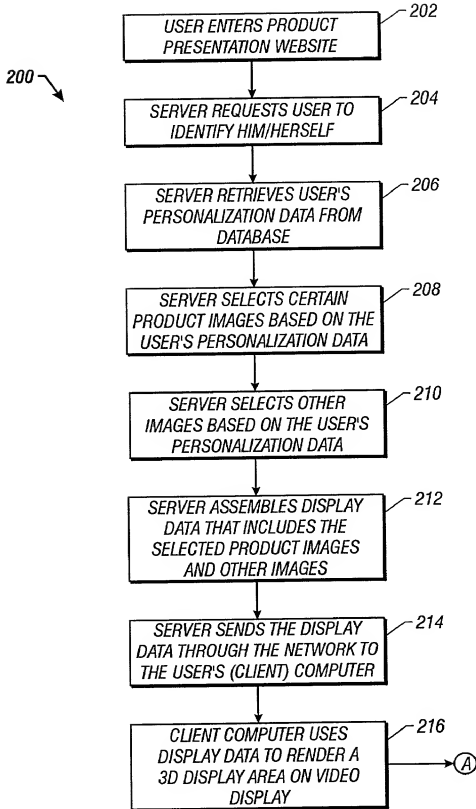 200
USER ENTERS PRODUCT
PRESENTATION WEBSITE
202
SERVER REQUESTS USER TO
IDENTIFY HIM/HERSELF
204
SERVER RETRIEVES USER'S
PERSONALIZATION DATA FROM
DATABASE
206
SERVER SELECTS CERTAIN
PRODUCT IMAGES BASED ON THE
USER'S PERSONALIZATION DATA
208
SERVER SELECTS OTHER
IMAGES BASED ON THE USER'S
PERSONALIZATION DATA
210
SERVER ASSEMBLES DISPLAY
DATA THAT INCLUDES THE
SELECTED PRODUCT IMAGES
AND OTHER IMAGES
212
SERVER SENDS THE DISPLAY
DATA THROUGH THE NETWORK TO
THE USER'S (CLIENT) COMPUTER
214
CLIENT COMPUTER USES
DISPLAY DATA TO RENDER A
3D DISPLAY AREA ON VIDEO
DISPLAY
216
A